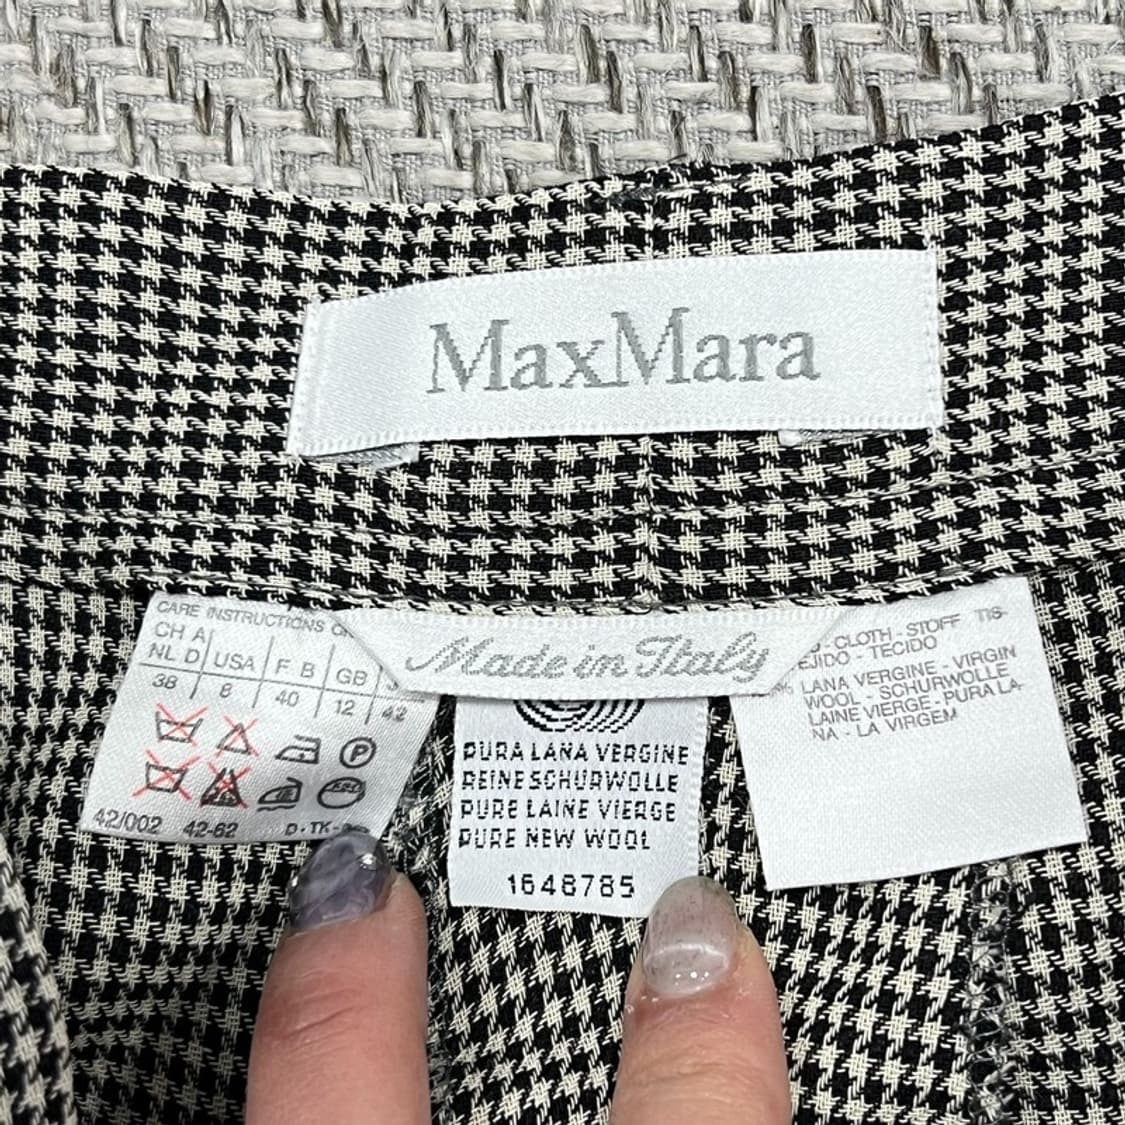 MaxMara
Made in Italy
CARE INSTRUCTIONS
CH A
NL D USA F B GB
38 8 40 12 42
P
42/002 42-62 D-TK-
PURA LANA VERGINE
REINE SCHURWOLLE
PURE LAINE VIERGE
PURE NEW WOOL
1648785
- CLOTH - STOFF TIS-
EJIDO - TECIDO
% LANA VERGINE - VIRGIN
WOOL - SCHURWOLLE
LAINE VIERGE - PURA LA-
NA - LA VIRGEM